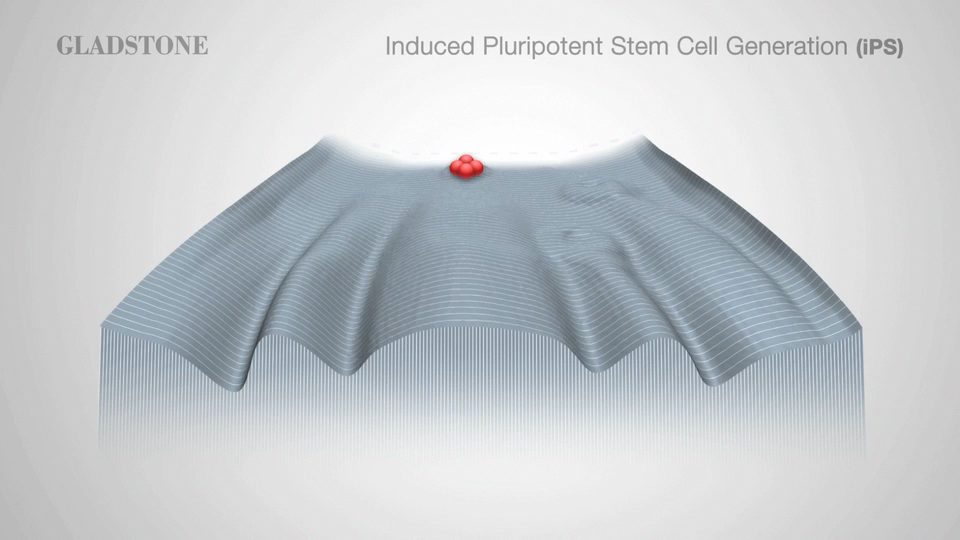 GLADSTONE
Induced Pluripotent Stem Cell Generation (iPS)